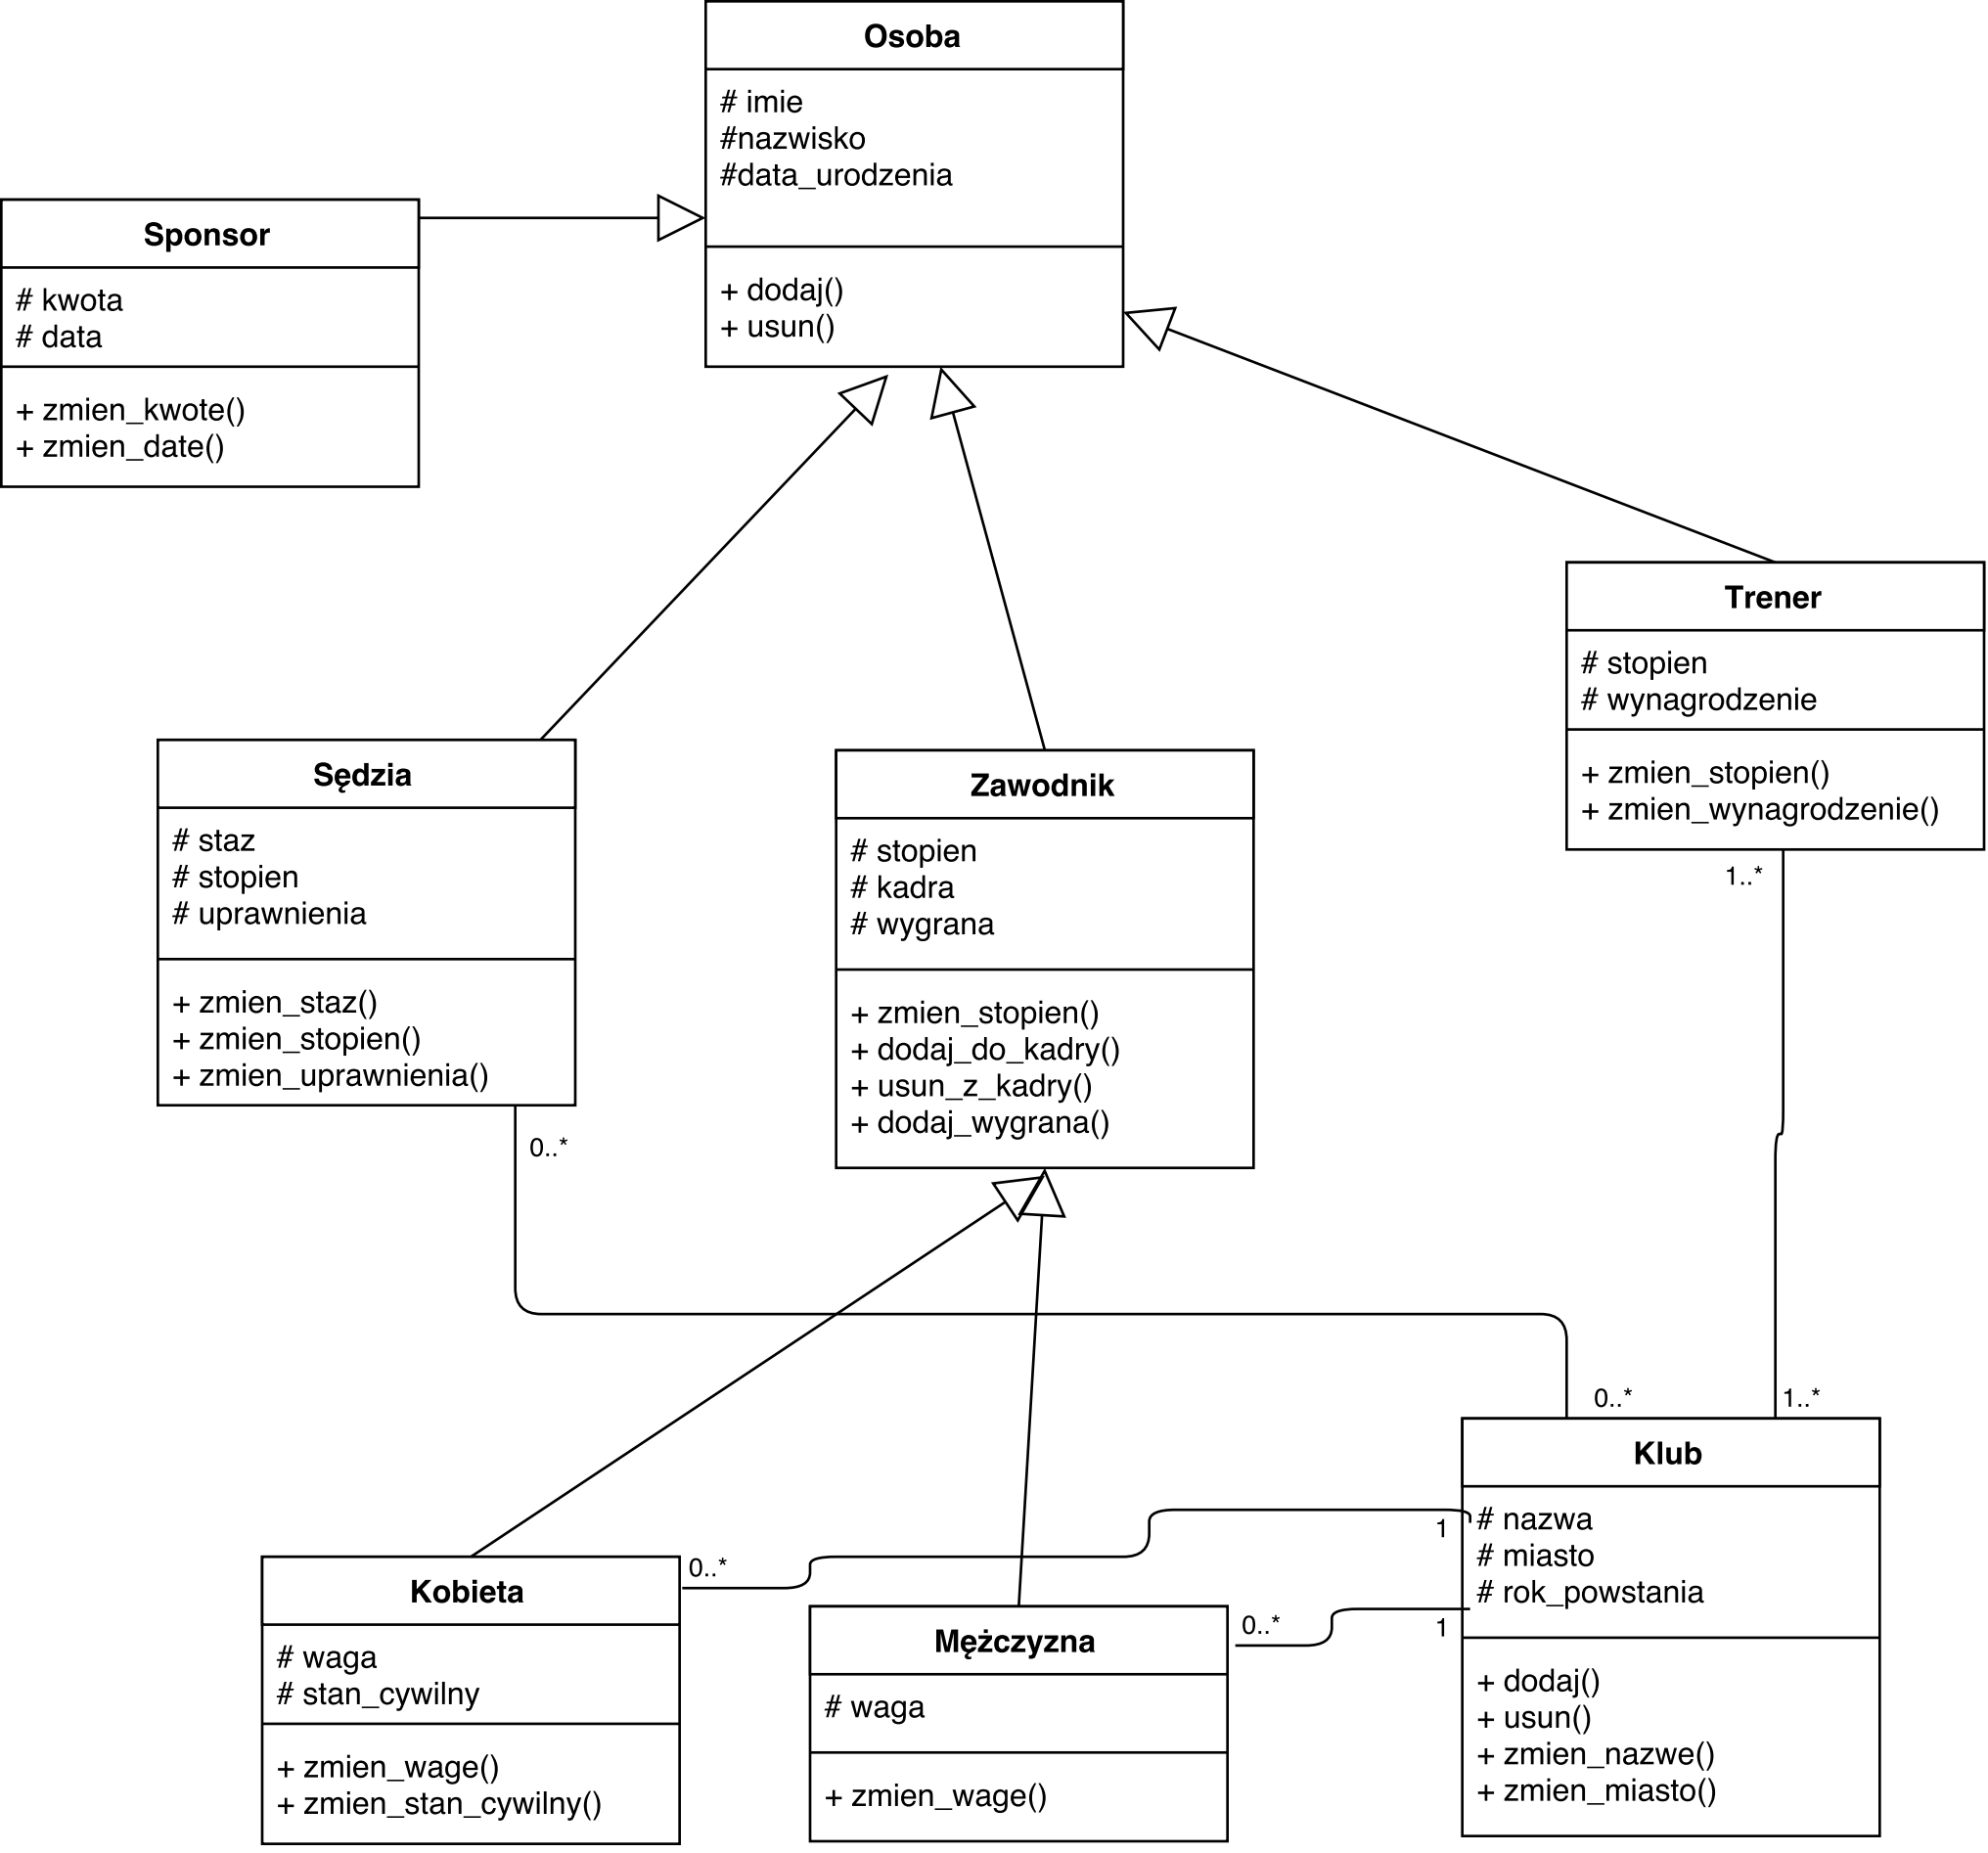 Osoba
# imie
#nazwisko
#data_urodzenia
+ dodaj()
+ usun()
Sponsor
# kwota
# data
+ zmien_kwote()
+ zmien_date()
Trener
# stopien
# wynagrodzenie
+ zmien_stopien()
+ zmien_wynagrodzenie()
1..*
Sędzia
# staz
# stopien
# uprawnienia
+ zmien_staz()
+ zmien_stopien()
+ zmien_uprawnienia()
0..*
Zawodnik
# stopien
# kadra
# wygrana
+ zmien_stopien()
+ dodaj_do_kadry()
+ usun_z_kadry()
+ dodaj_wygrana()
0..*
1..*
Klub
# nazwa
# miasto
# rok_powstania
+ dodaj()
+ usun()
+ zmien_nazwe()
+ zmien_miasto()
1
1
Kobieta
# waga
# stan_cywilny
+ zmien_wage()
+ zmien_stan_cywilny()
0..*
Mężczyzna
# waga
+ zmien_wage()
0..*